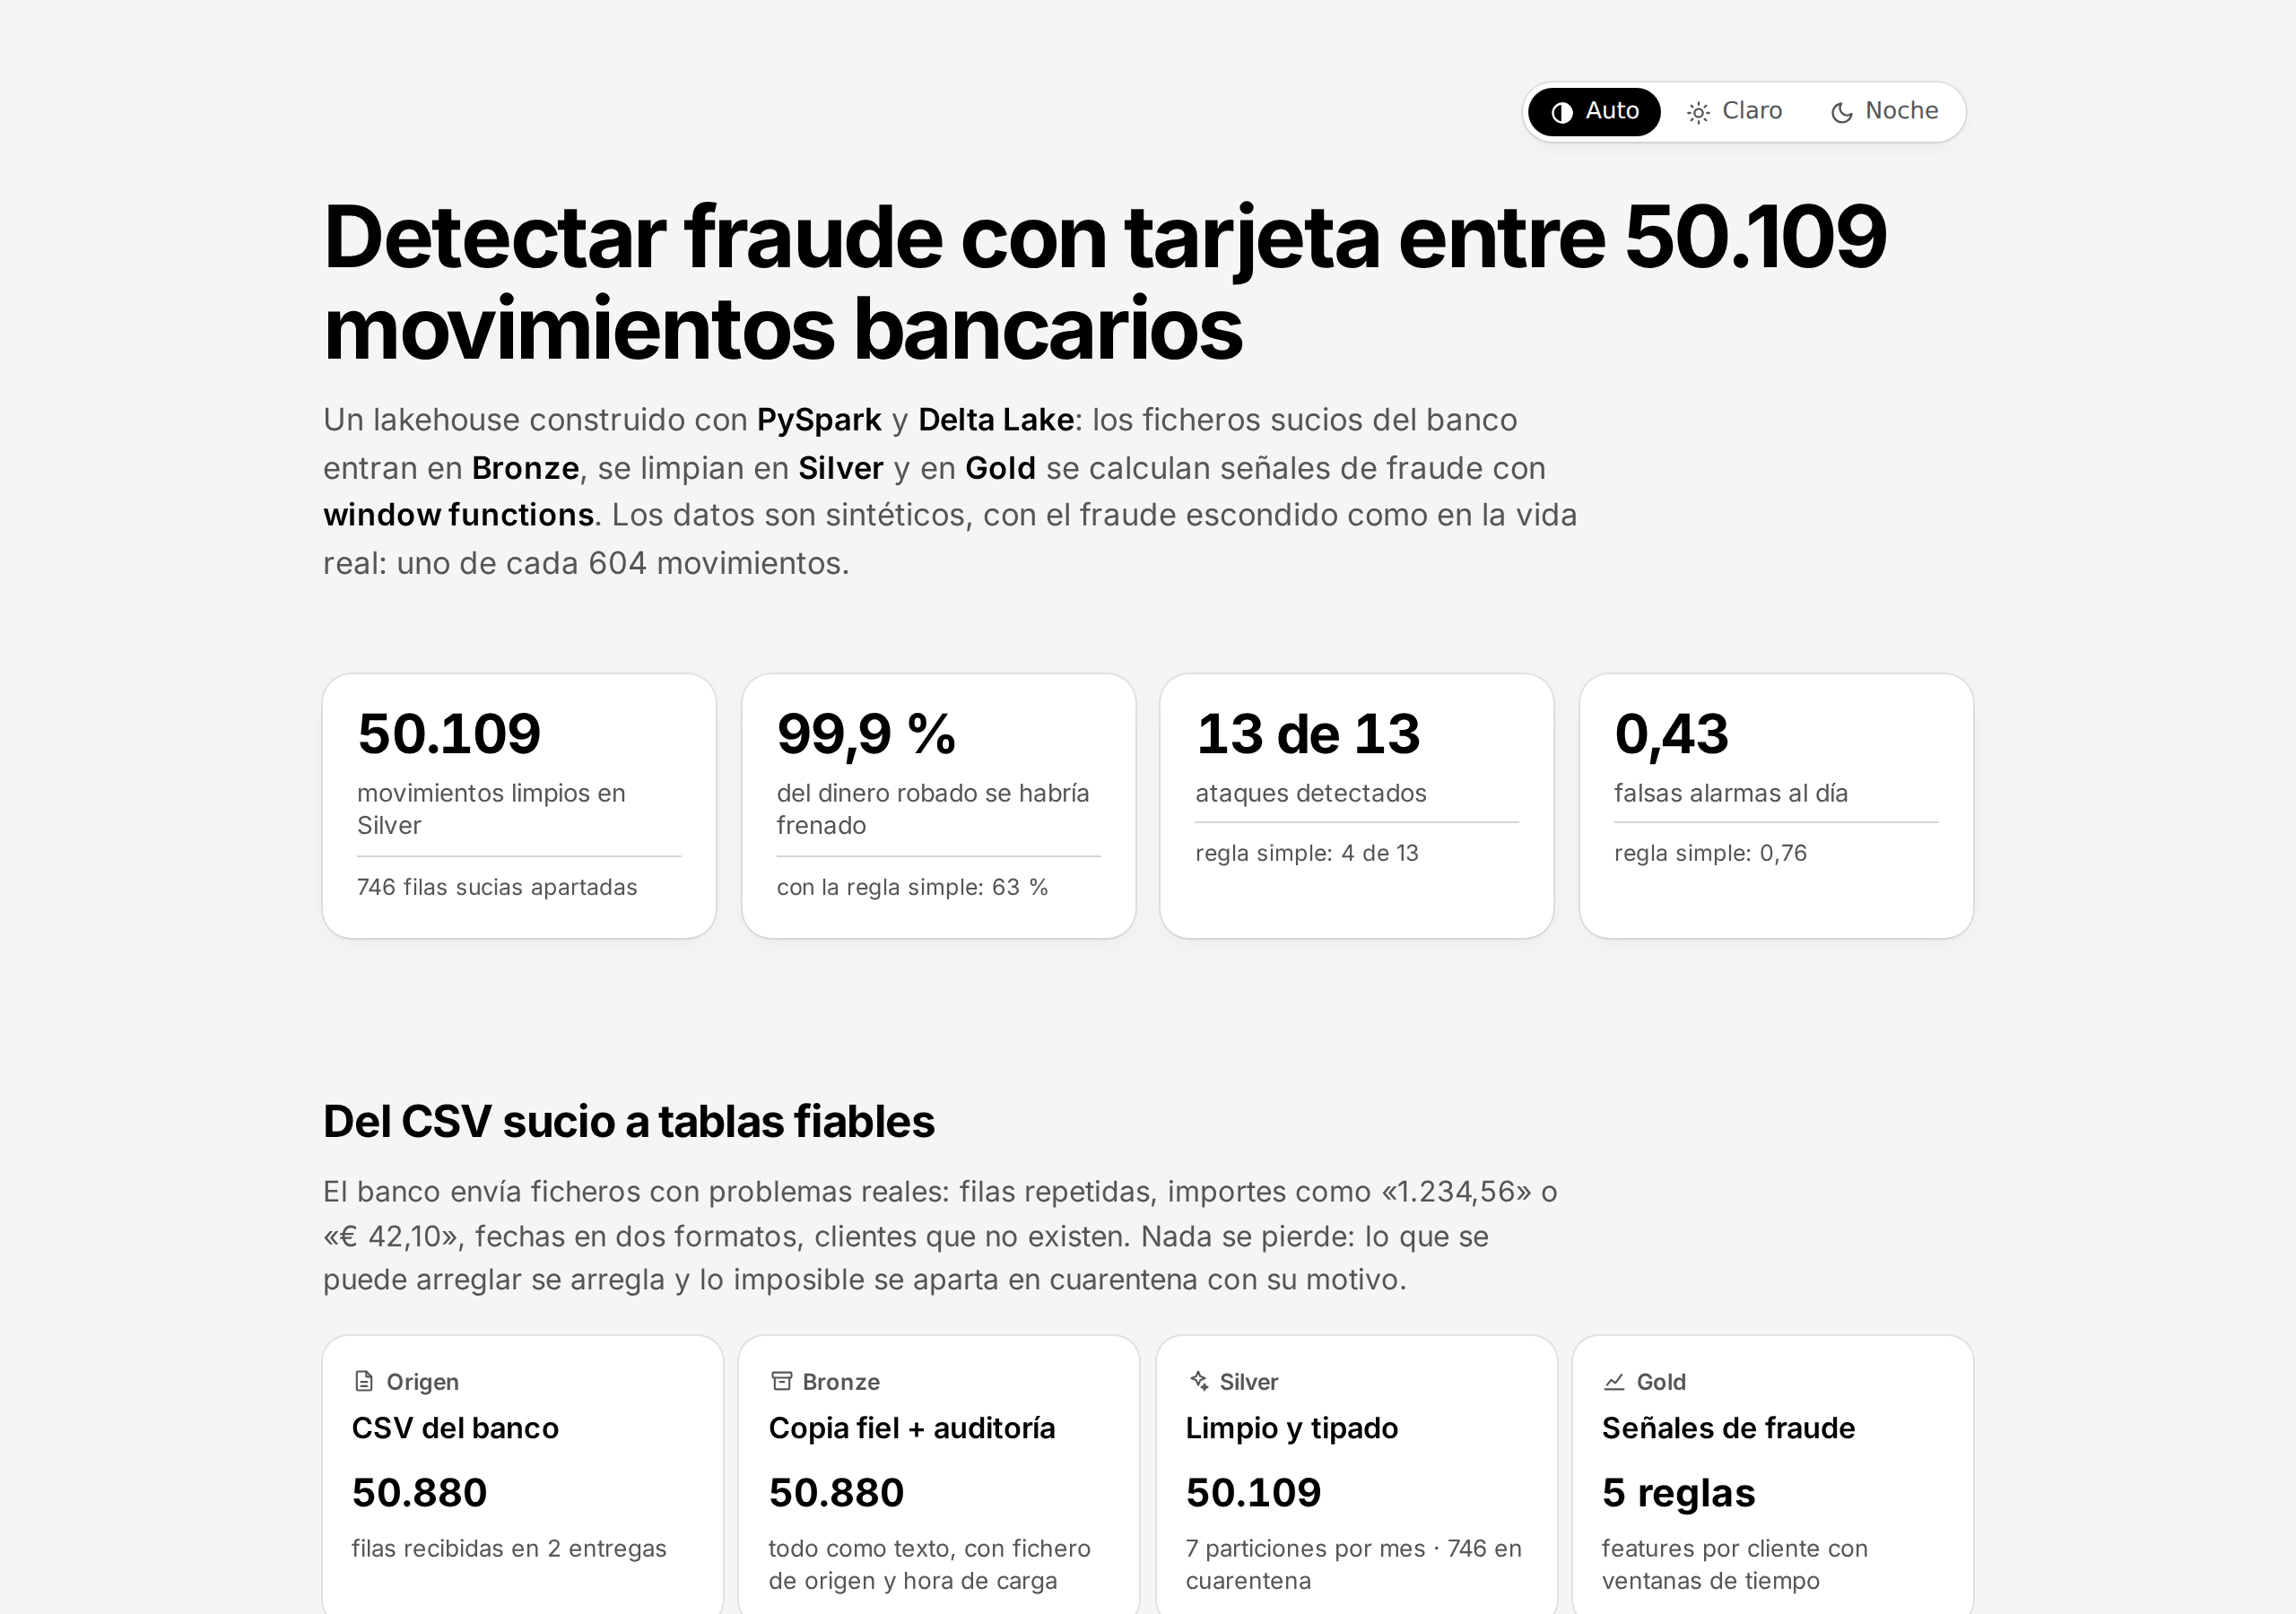 Auto
Claro
Noche
Detectar fraude con tarjeta entre 50.109
movimientos bancarios
Un lakehouse construido con PySpark y Delta Lake: los ficheros sucios del banco
entran en Bronze, se limpian en Silver y en Gold se calculan señales de fraude con
window functions. Los datos son sintéticos, con el fraude escondido como en la vida
real: uno de cada 604 movimientos.
50.109
movimientos limpios en
Silver
746 filas sucias apartadas
99,9 %
del dinero robado se habría
frenado
con la regla simple: 63 %
13 de 13
ataques detectados
regla simple: 4 de 13
0,43
falsas alarmas al día
regla simple: 0,76
Del CSV sucio a tablas fiables
El banco envía ficheros con problemas reales: filas repetidas, importes como «1.234,56» o
«€ 42,10», fechas en dos formatos, clientes que no existen. Nada se pierde: lo que se
puede arreglar se arregla y lo imposible se aparta en cuarentena con su motivo.
Origen
CSV del banco
50.880
filas recibidas en 2 entregas
Bronze
Copia fiel + auditoría
50.880
todo como texto, con fichero
de origen y hora de carga
Silver
Limpio y tipado
50.109
7 particiones por mes · 746 en
cuarentena
Gold
Señales de fraude
5 reglas
features por cliente con
ventanas de tiempo